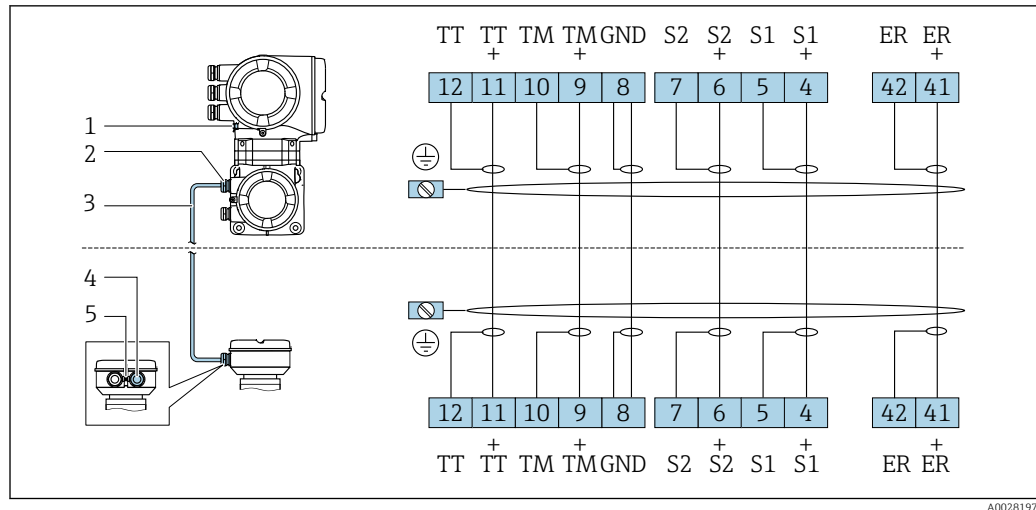 TT TT TM TM GND S2 S2 S1 S1 ER ER
+ + + + +
12 11 10 9 8 7 6 5 4 42 41
1
2
3
4
5
12 11 10 9 8 7 6 5 4 42 41
+ + + + +
TT TT TM TM GND S2 S2 S1 S1 ER ER
A0028197